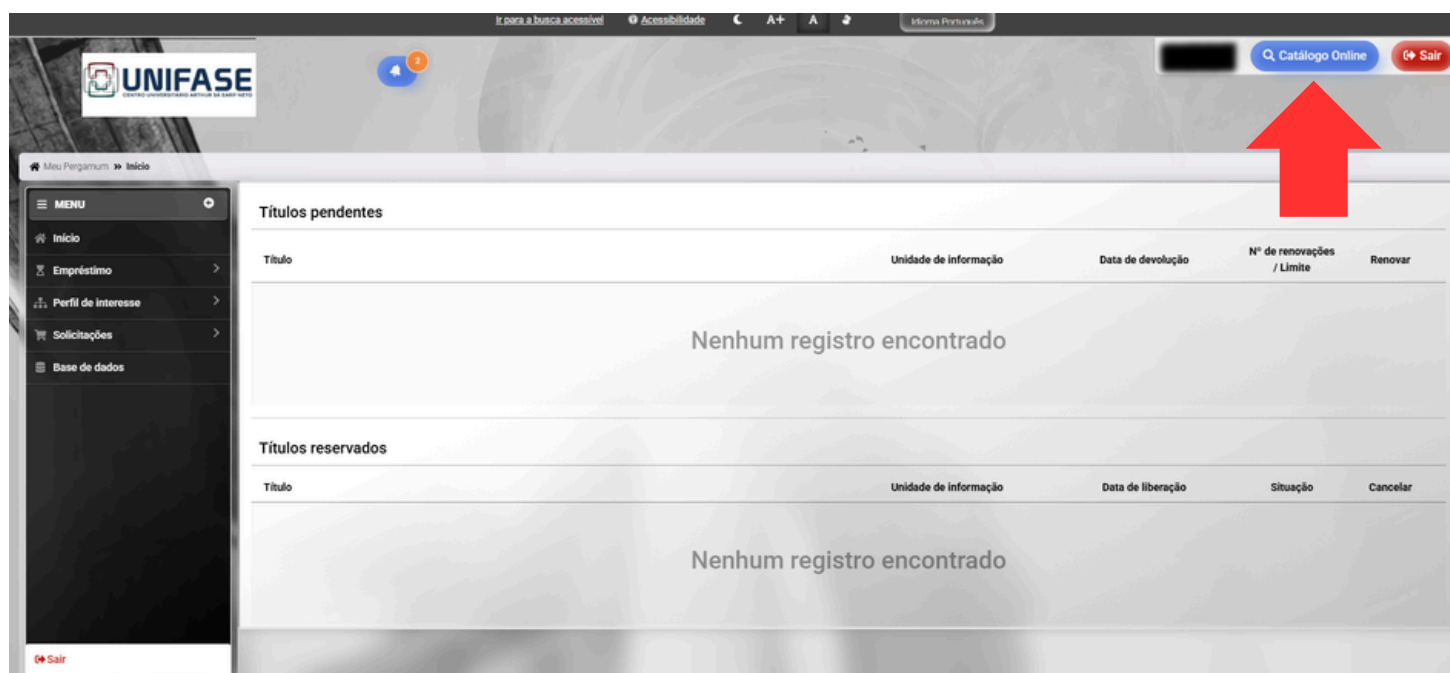 Ir para a busca acessível Acessibilidade A+ A Idioma Português
UNIFASE
CENTRO UNIVERSITÁRIO ARTHUR SÁ EARP NETO
2
Catálogo Online Sair
Meu Pergamum » Início
MENU
Início
Empréstimo
Perfil de interesse
Solicitações
Base de dados
Sair
Títulos pendentes
Título Unidade de informação Data de devolução Nº de renovações / Limite Renovar
Nenhum registro encontrado
Títulos reservados
Título Unidade de informação Data de liberação Situação Cancelar
Nenhum registro encontrado